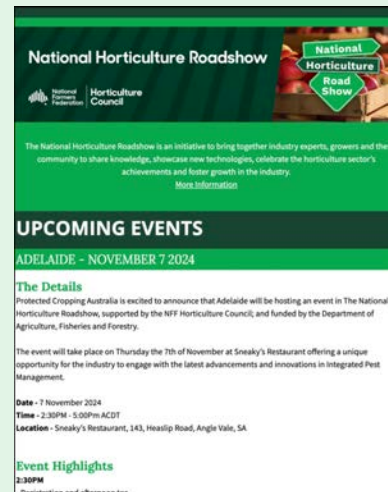 National Horticulture Roadshow
National
Farmers
Federation
Horticulture
Council
National
Horticulture
Road
Show
The National Horticulture Roadshow is an initiative to bring together industry experts, growers and the
community to share knowledge, showcase new technologies, celebrate the horticulture sector's
achievements and foster growth in the industry.
More Information
UPCOMING EVENTS
ADELAIDE – NOVEMBER 7 2024
The Details
Protected Cropping Australia is excited to announce that Adelaide will be hosting an event in The National
Horticulture Roadshow, supported by the NFF Horticulture Council; and funded by the Department of
Agriculture, Fisheries and Forestry.
The event will take place on Thursday the 7th of November at Sneaky's Restaurant offering a unique
opportunity for the industry to engage with the latest advancements and innovations in Integrated Pest
Management.
Date - 7 November 2024
Time - 2:30PM - 5:00Pm ACDT
Location - Sneaky's Restaurant, 143, Heaslip Road, Angle Vale, SA
Event Highlights
2:30PM